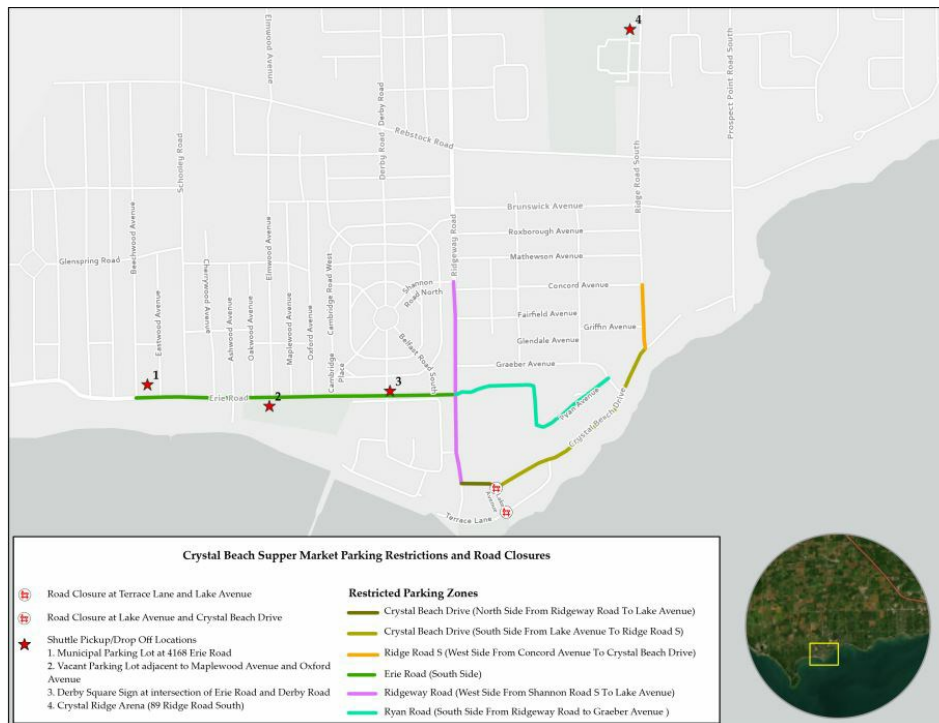 4
Elmwood Avenue
Derby Road
Prospect Point Road South
Schooley Road
Derby Road
Rebstock Road
Ridge Road South
Brunswick Avenue
Roxborough Avenue
Beechwood Avenue
Elmwood Avenue
Ridgeway Road
Mathewson Avenue
Glenspring Road
Cherrywood Avenue
Cambridge Road West
Shannon
Road North
Concord Avenue
Eastwood Avenue
Ashwood Avenue
Oakwood Avenue
Maplewood Avenue
Oxford Avenue
Fairfield Avenue
Griffin Avenue
Glendale Avenue
Cambridge
Place
Belfast Road South
Graeber Avenue
1
2
3
Erie Road
Ryan Avenue
Crystal Beach Drive
Lake
Avenue
Terrace Lane
Crystal Beach Supper Market Parking Restrictions and Road Closures
Road Closure at Terrace Lane and Lake Avenue
Road Closure at Lake Avenue and Crystal Beach Drive
Shuttle Pickup/Drop Off Locations
1. Municipal Parking Lot at 4168 Erie Road
2. Vacant Parking Lot adjacent to Maplewood Avenue and Oxford
Avenue
3. Derby Square Sign at intersection of Erie Road and Derby Road
4. Crystal Ridge Arena (89 Ridge Road South)
Restricted Parking Zones
Crystal Beach Drive (North Side From Ridgeway Road To Lake Avenue)
Crystal Beach Drive (South Side From Lake Avenue To Ridge Road S)
Ridge Road S (West Side From Concord Avenue To Crystal Beach Drive)
Erie Road (South Side)
Ridgeway Road (West Side From Shannon Road S To Lake Avenue)
Ryan Road (South Side From Ridgeway Road to Graeber Avenue )